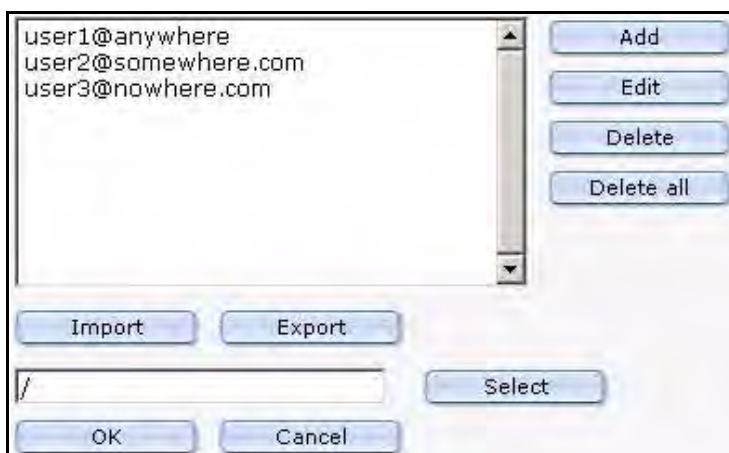 user1@anywhere
user2@somewhere.com
user3@nowhere.com
Add
Edit
Delete
Delete all
Import
Export
/
Select
OK
Cancel